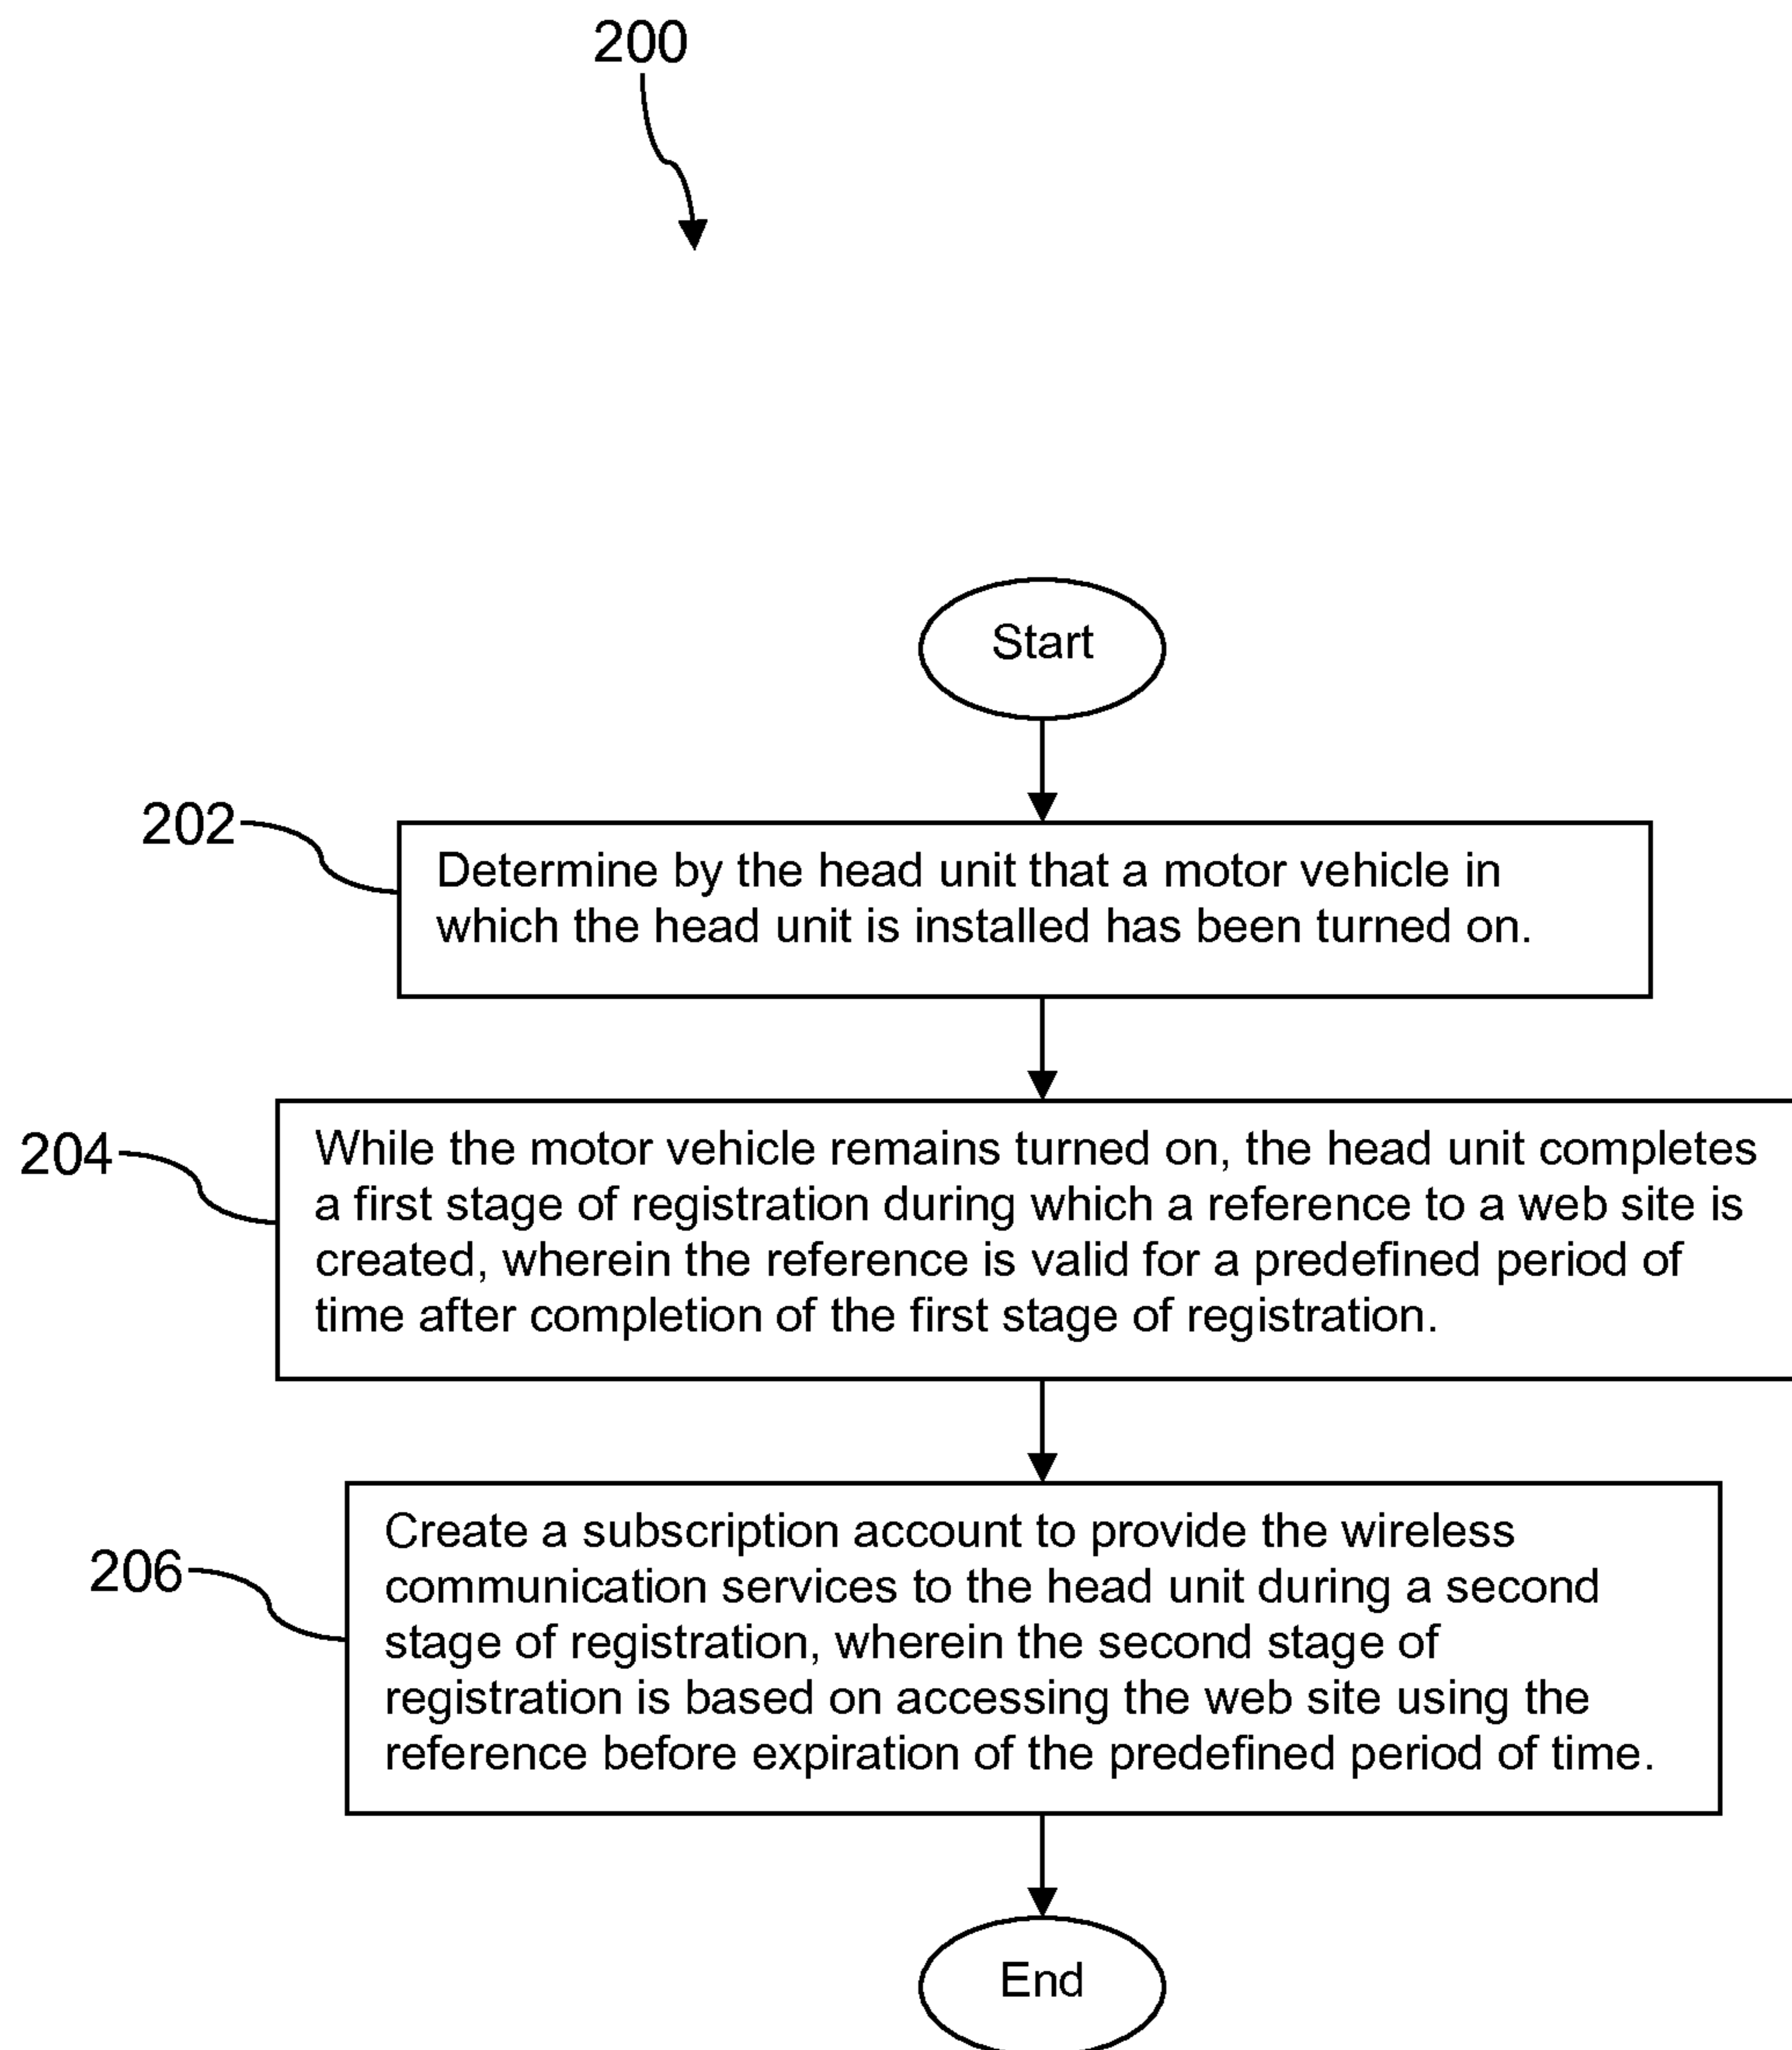 200
Start
202
Determine by the head unit that a motor vehicle in
which the head unit is installed has been turned on.
204
While the motor vehicle remains turned on, the head unit completes
a first stage of registration during which a reference to a web site is
created, wherein the reference is valid for a predefined period of
time after completion of the first stage of registration.
206
Create a subscription account to provide the wireless
communication services to the head unit during a second
stage of registration, wherein the second stage of
registration is based on accessing the web site using the
reference before expiration of the predefined period of time.
End